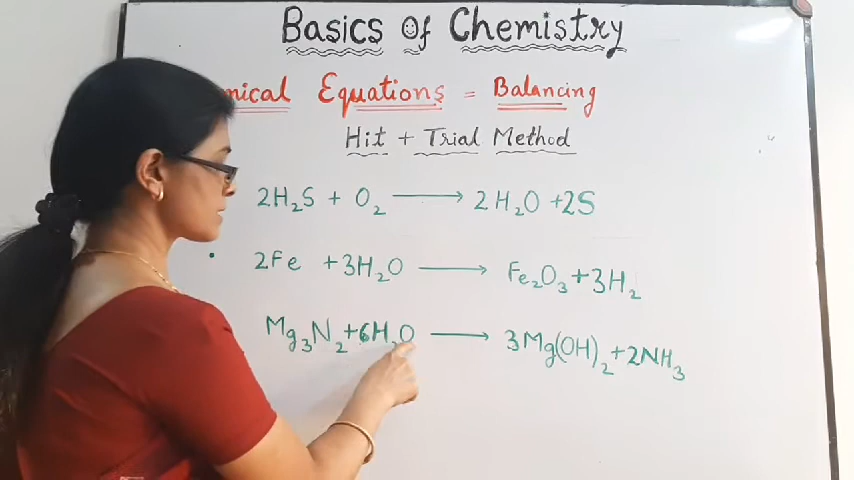 Basics of Chemistry
mical Equations = Balancing
Hit + Trial Method
2H₂S + O₂ ⟶ 2H₂O + 2S
2Fe + 3H₂O ⟶ Fe₂O₃ + 3H₂
Mg₃N₂ + 6H₂O ⟶ 3Mg(OH)₂ + 2NH₃